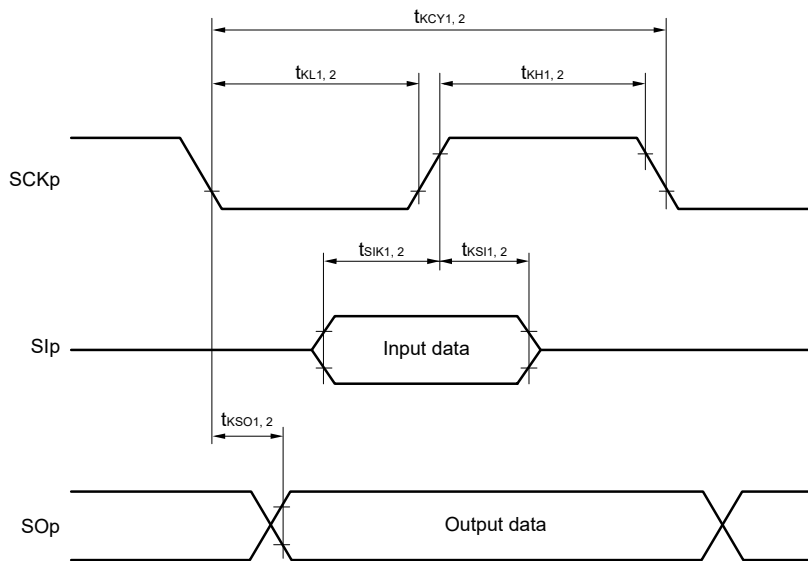 tKCY1, 2
tKL1, 2
tKH1, 2
SCKp
tSIK1, 2
tKSI1, 2
SIp
Input data
tKSO1, 2
SOp
Output data